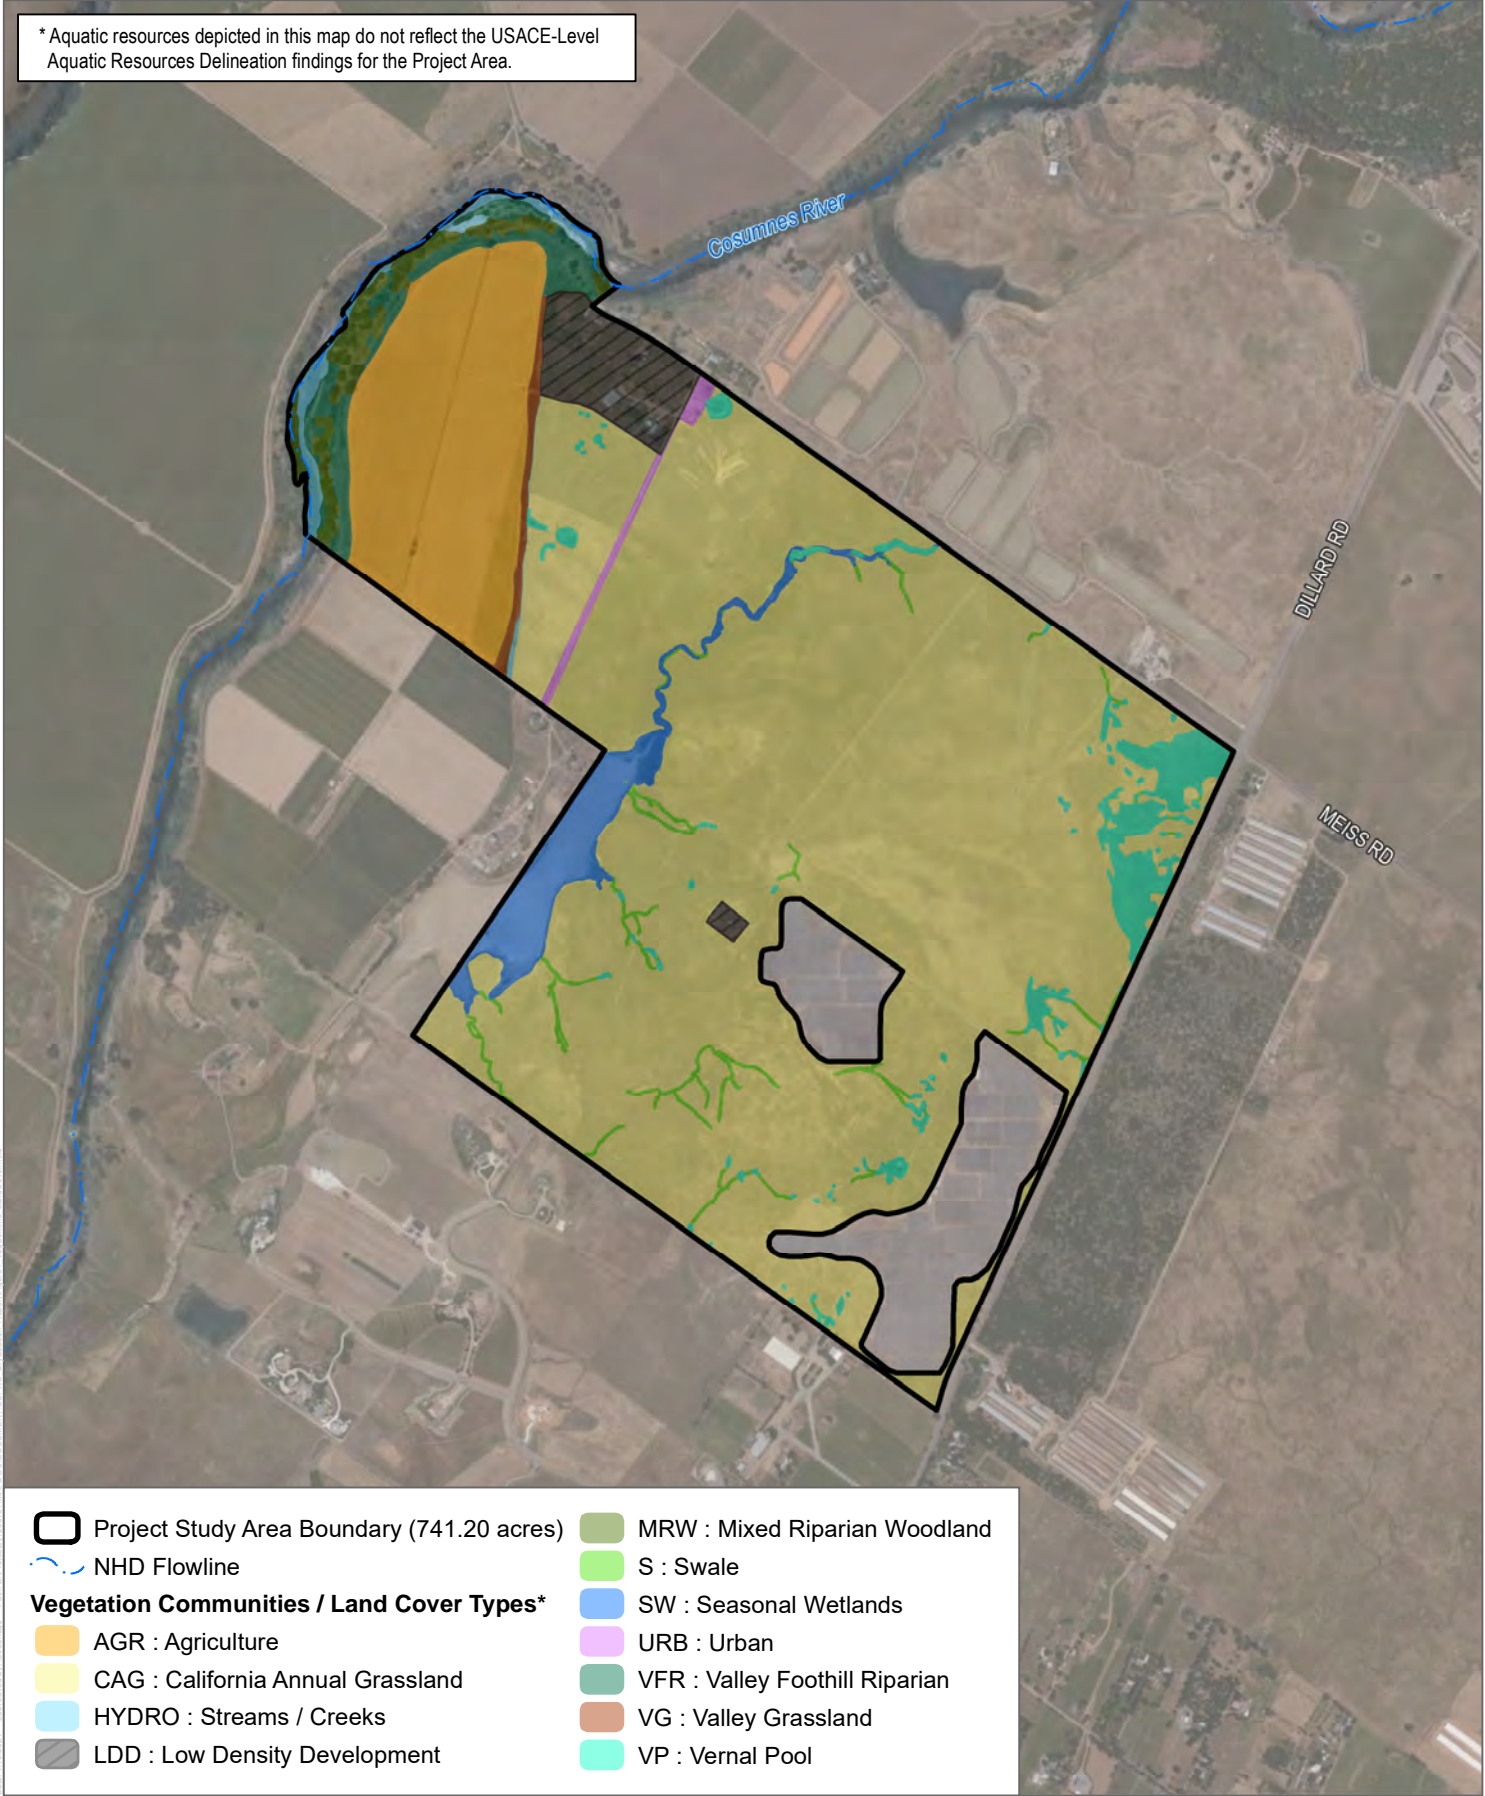 * Aquatic resources depicted in this map do not reflect the USACE-Level
Aquatic Resources Delineation findings for the Project Area.
Cosumnes River
DILLARD RD
MEISS RD
Project Study Area Boundary (741.20 acres)
NHD Flowline
Vegetation Communities / Land Cover Types*
AGR : Agriculture
CAG : California Annual Grassland
HYDRO : Streams / Creeks
LDD : Low Density Development
MRW : Mixed Riparian Woodland
S : Swale
SW : Seasonal Wetlands
URB : Urban
VFR : Valley Foothill Riparian
VG : Valley Grassland
VP : Vernal Pool